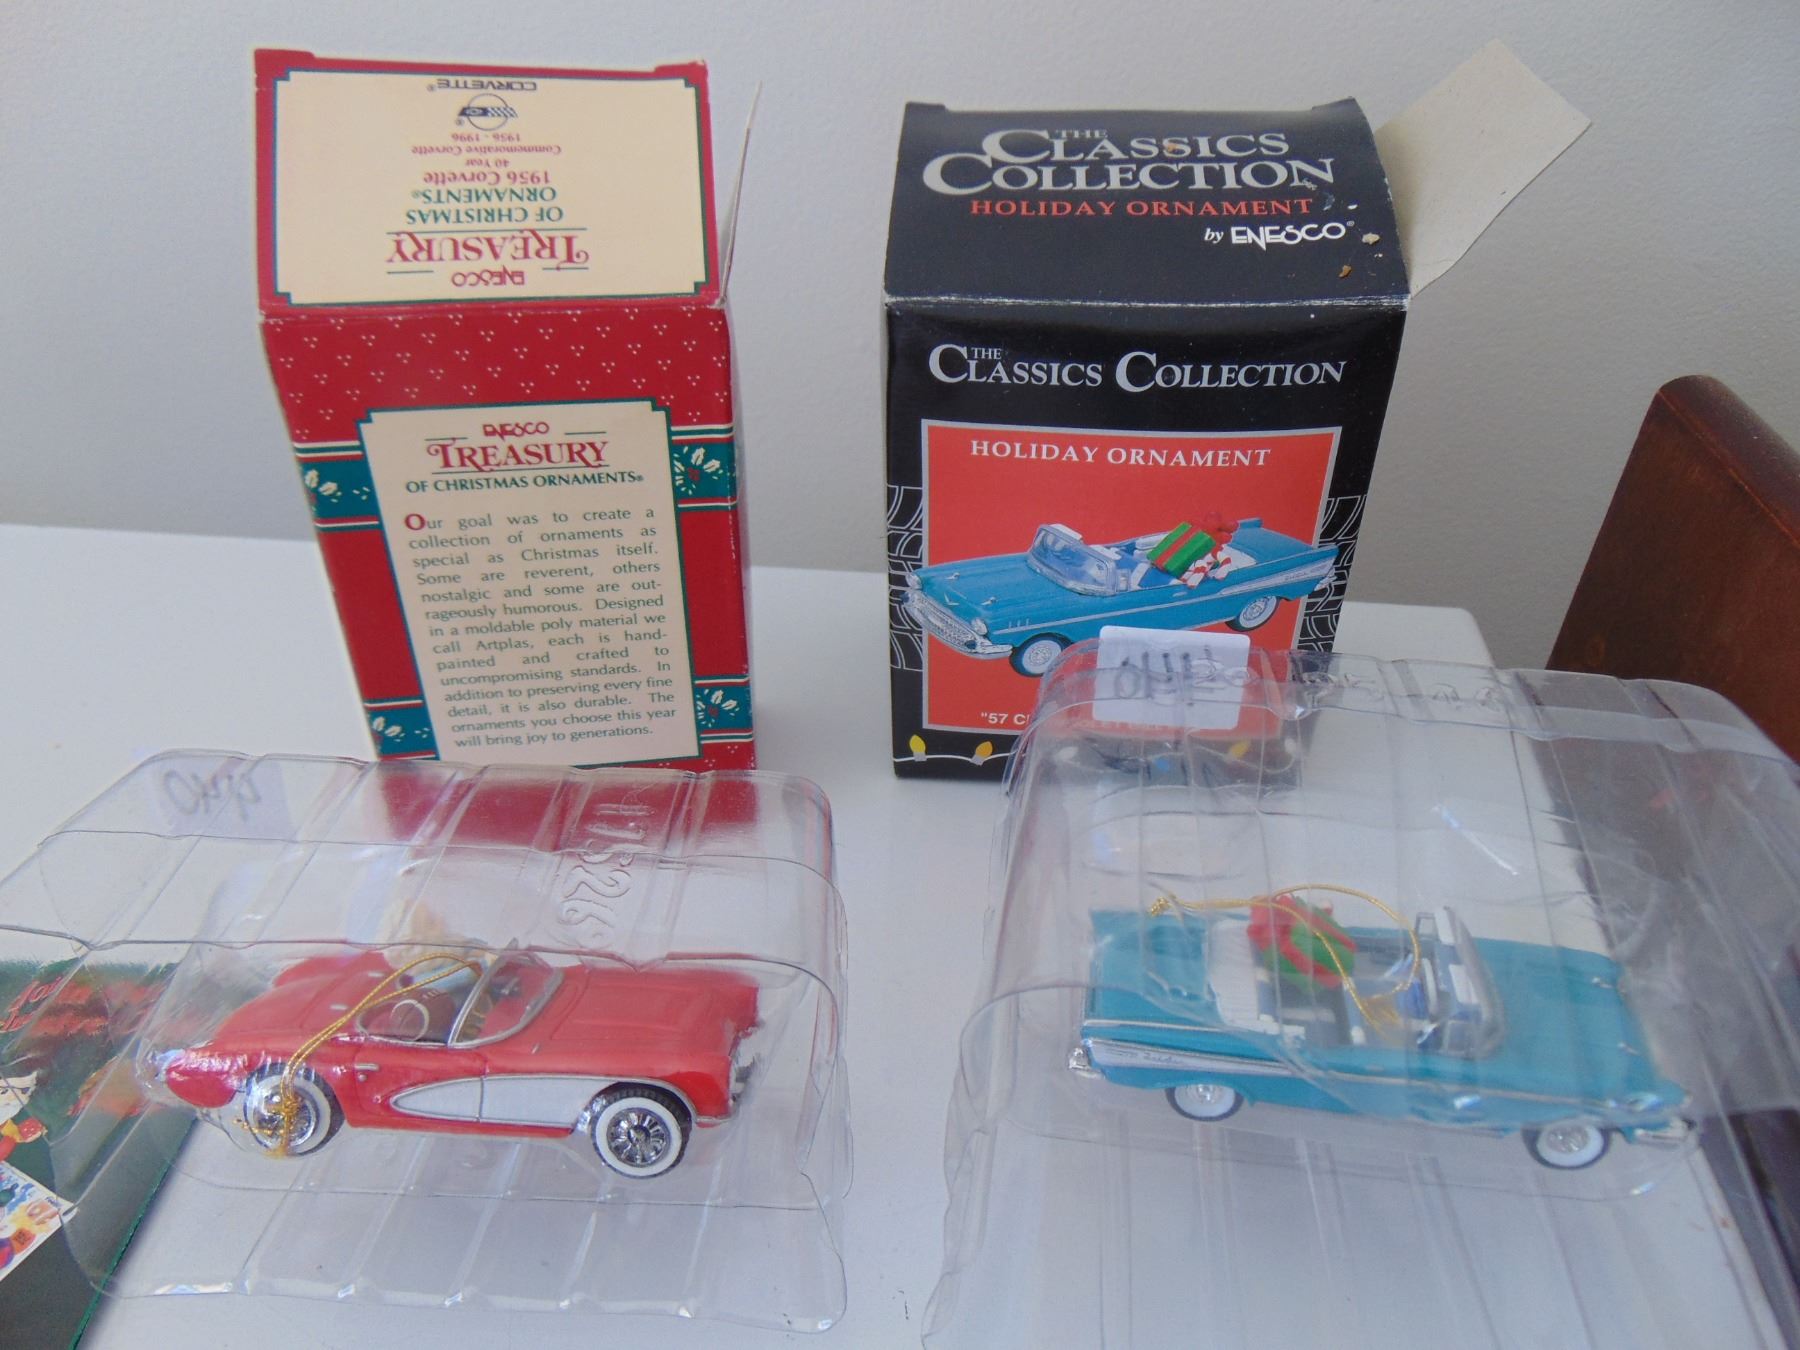 ENESCO
TREASURY
OF CHRISTMAS
ORNAMENTS®
1956 Corvette
40 Year
Commemorative Corvette
1956 - 1996
CORVETTE®
ENESCO
TREASURY
OF CHRISTMAS ORNAMENTS®
Our goal was to create a
collection of ornaments as
special as Christmas itself.
Some are reverent, others
nostalgic and some are out-
rageously humorous. Designed
in a moldable poly material we
call Artplas, each is hand-
painted and crafted to
uncompromising standards. In
addition to preserving every fine
detail, it is also durable. The
ornaments you choose this year
will bring joy to generations.
THE
CLASSICS
COLLECTION
HOLIDAY ORNAMENT
by ENESCO®
THE
CLASSICS COLLECTION
HOLIDAY ORNAMENT
"57